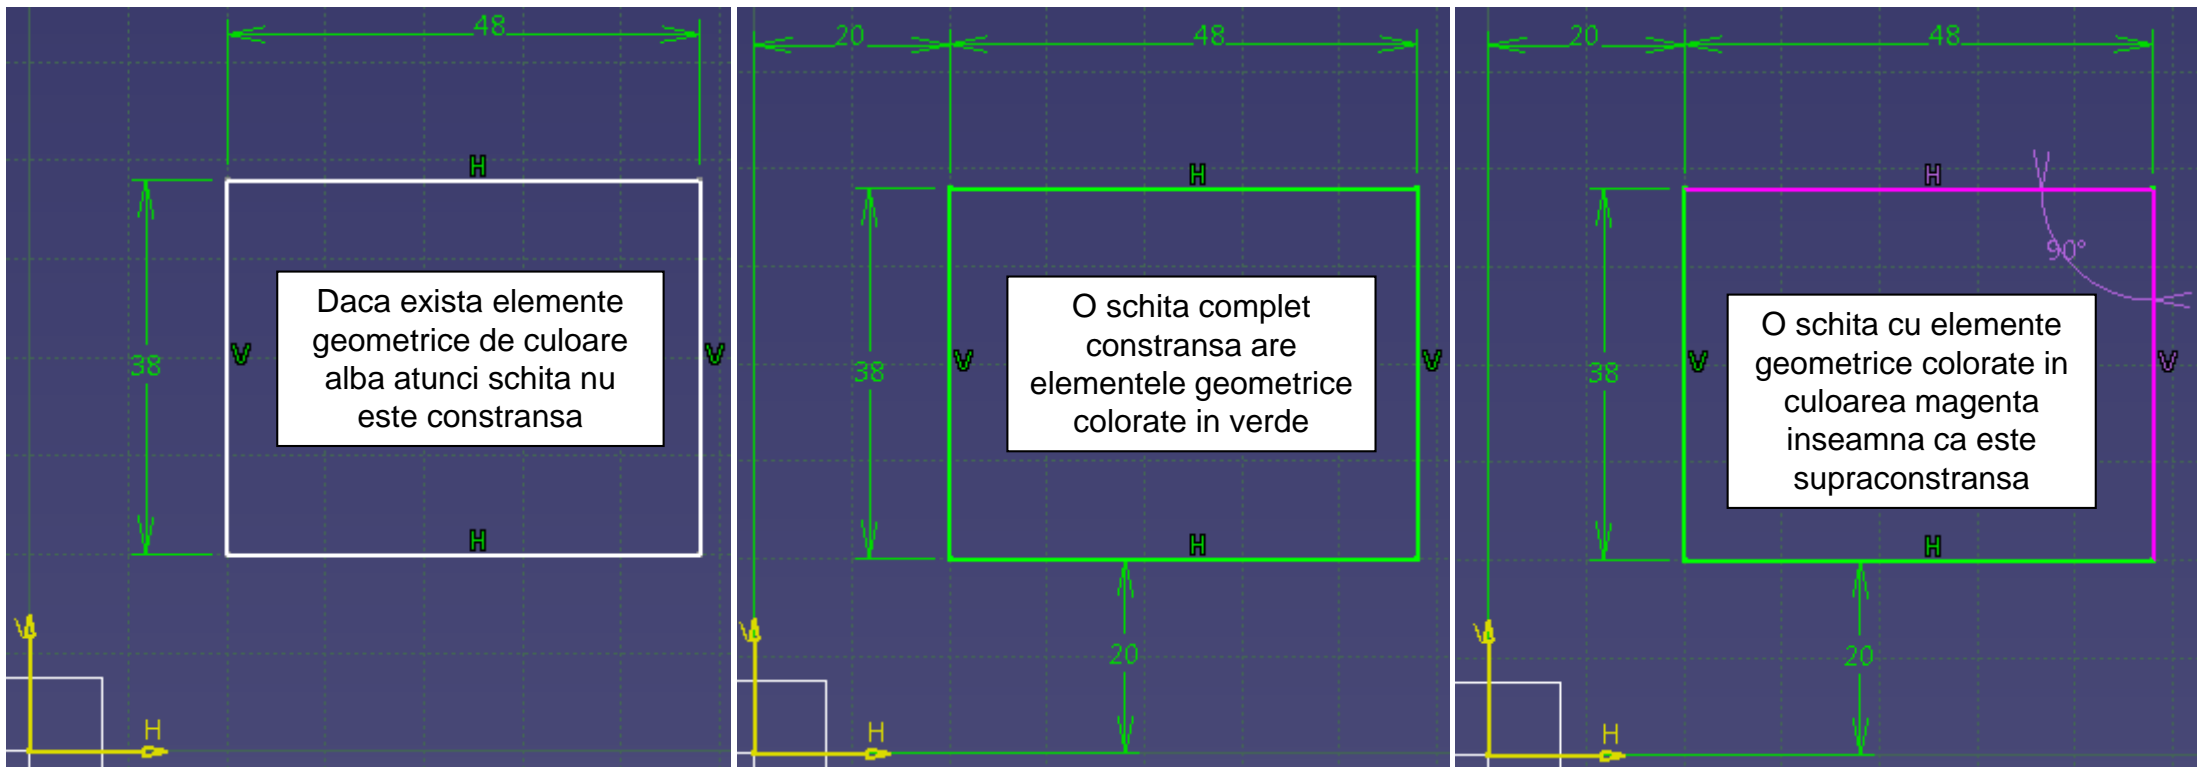 48
H
38
V
V
Daca exista elemente
geometrice de culoare
alba atunci schita nu
este constransa
H
V
H
20
48
H
38
V
V
O schita complet
constransa are
elementele geometrice
colorate in verde
H
20
V
H
20
48
H
90°
38
V
V
O schita cu elemente
geometrice colorate in
culoarea magenta
inseamna ca este
supraconstransa
H
20
V
H